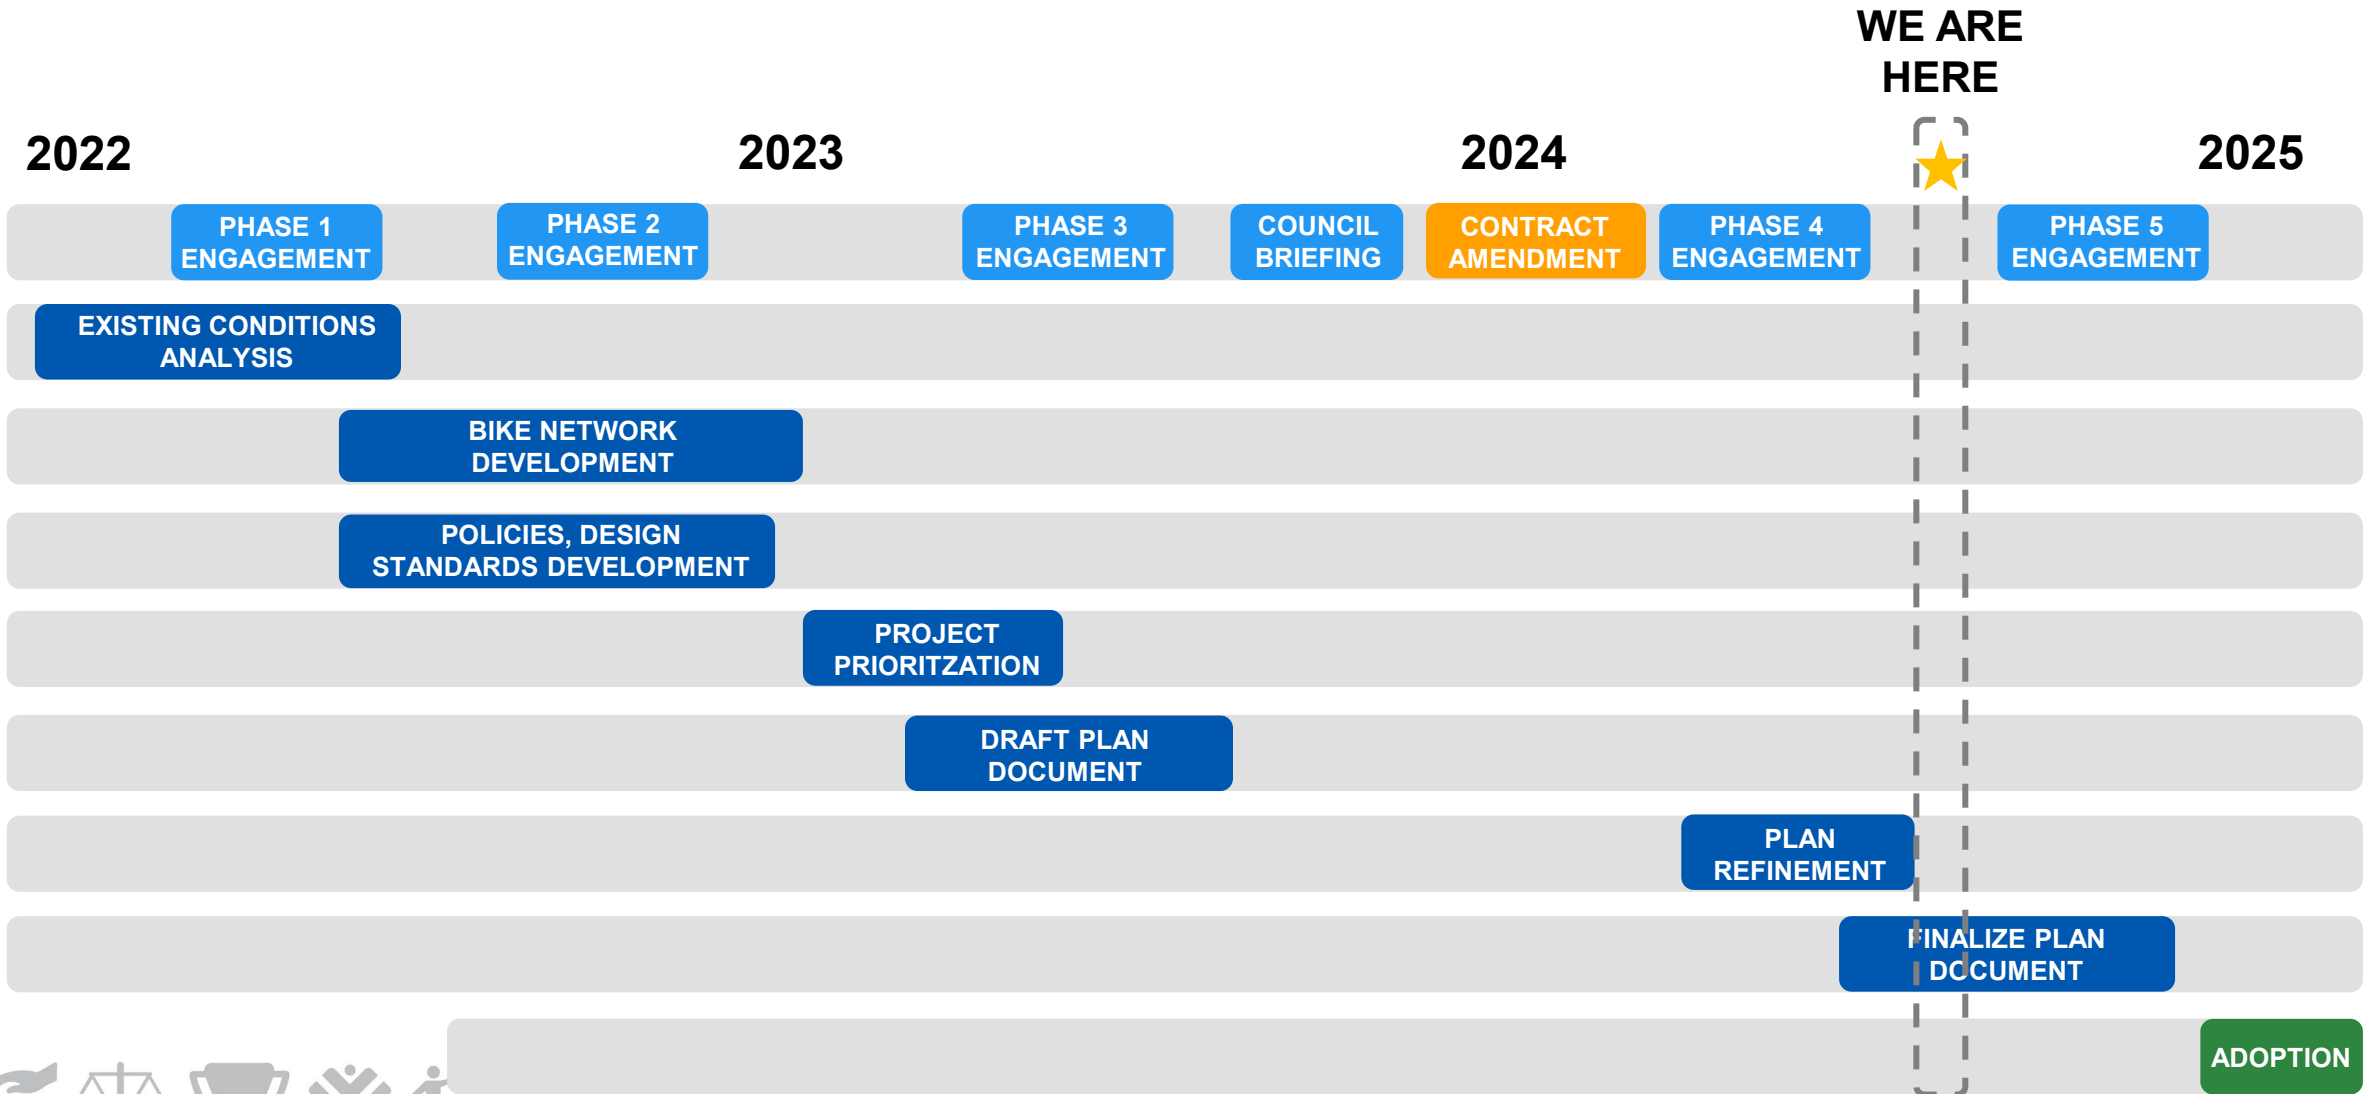 WE ARE
HERE
2022
2023
2024
2025
PHASE 1
ENGAGEMENT
PHASE 2
ENGAGEMENT
PHASE 3
ENGAGEMENT
COUNCIL
BRIEFING
CONTRACT
AMENDMENT
PHASE 4
ENGAGEMENT
PHASE 5
ENGAGEMENT
EXISTING CONDITIONS
ANALYSIS
BIKE NETWORK
DEVELOPMENT
POLICIES, DESIGN
STANDARDS DEVELOPMENT
PROJECT
PRIORITZATION
DRAFT PLAN
DOCUMENT
PLAN
REFINEMENT
FINALIZE PLAN
DOCUMENT
ADOPTION